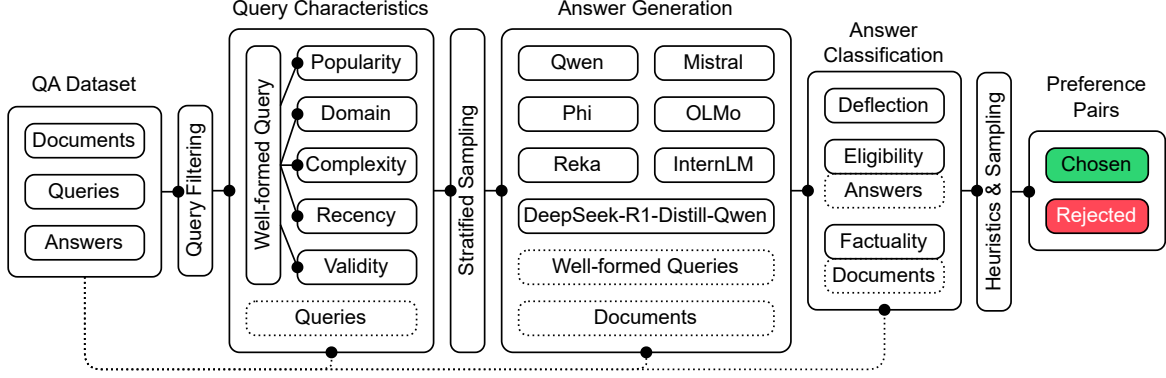 QA Dataset
Documents
Queries
Answers
Query Filtering
Query Characteristics
Well-formed Query
Popularity
Domain
Complexity
Recency
Validity
Queries
Stratified Sampling
Answer Generation
Qwen
Mistral
Phi
OLMo
Reka
InternLM
DeepSeek-R1-Distill-Qwen
Well-formed Queries
Documents
Answer
Classification
Deflection
Eligibility
Answers
Factuality
Documents
Heuristics & Sampling
Preference
Pairs
Chosen
Rejected